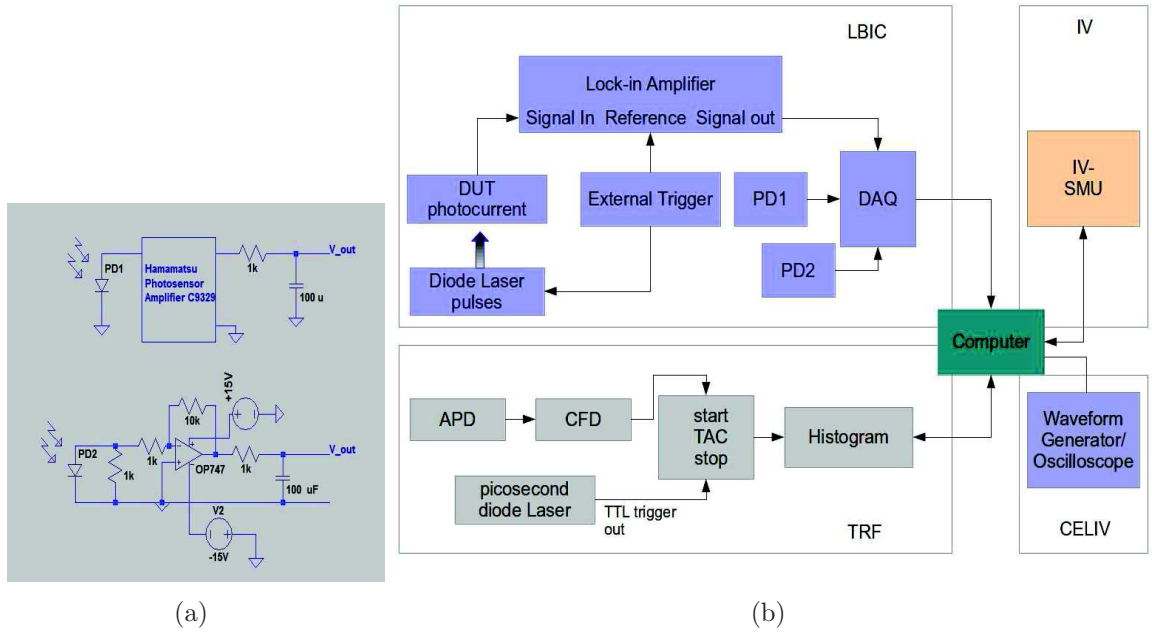 PD1
Hamamatsu
Photosensor
Amplifier C9329
1k
V_out
100 u
+15V
10k
PD2
1k
1k
OP747
1k
V_out
100 uF
V2
-15V
(a)
LBIC
Lock-in Amplifier
Signal In Reference Signal out
DUT
photocurrent
External Trigger
PD1
DAQ
PD2
Diode Laser
pulses
IV
IV-
SMU
Computer
APD
CFD
start
TAC
stop
Histogram
picosecond
diode Laser
TTL trigger
out
TRF
Waveform
Generator/
Oscilloscope
CELIV
(b)